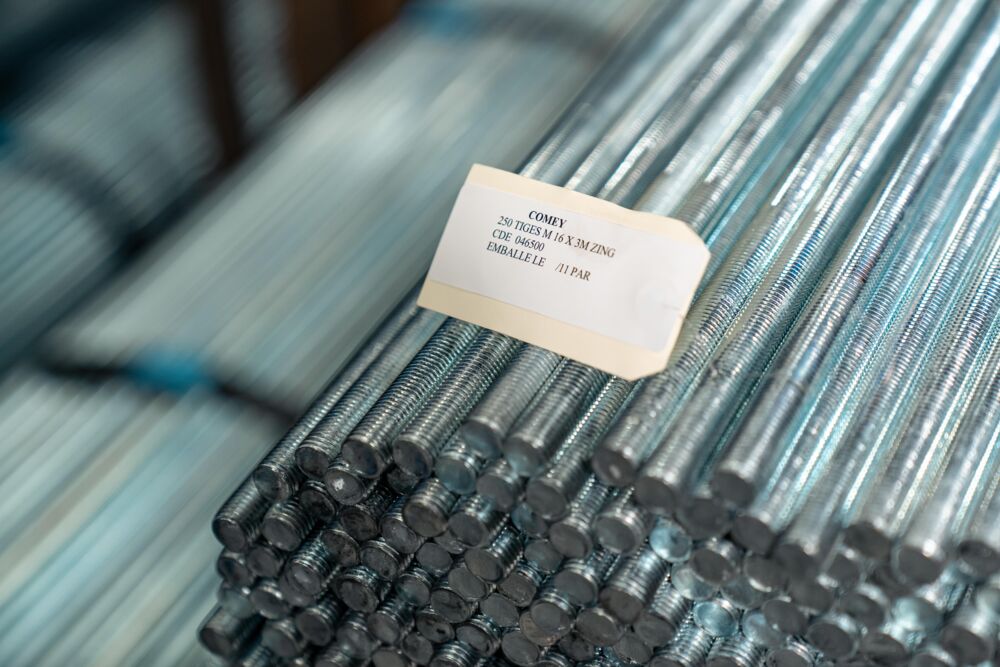 COMEY
250 TIGES M 16 X 3M ZING
CDE 046500
EMBALLE LE /11 PAR